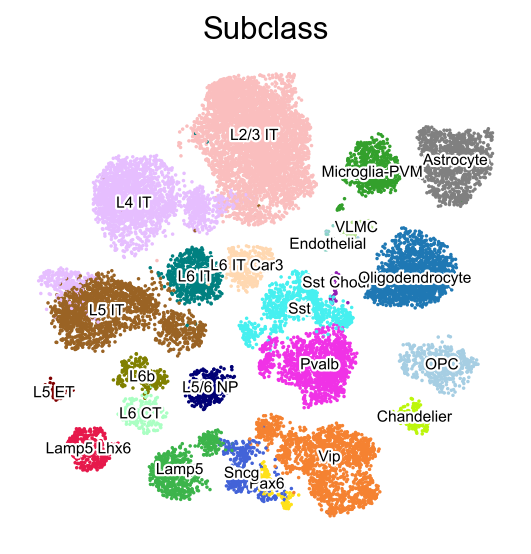 Subclass
L2/3 IT
Astrocyte
Microglia-PVM
L4 IT
VLMC
Endothelial
L6 IT Car3
L6 IT
Sst Chodl
Oligodendrocyte
L5 IT
Sst
Pvalb
OPC
L6b
L5/6 NP
L5 ET
L6 CT
Chandelier
Lamp5 Lhx6
Vip
Lamp5
Sncg
Pax6